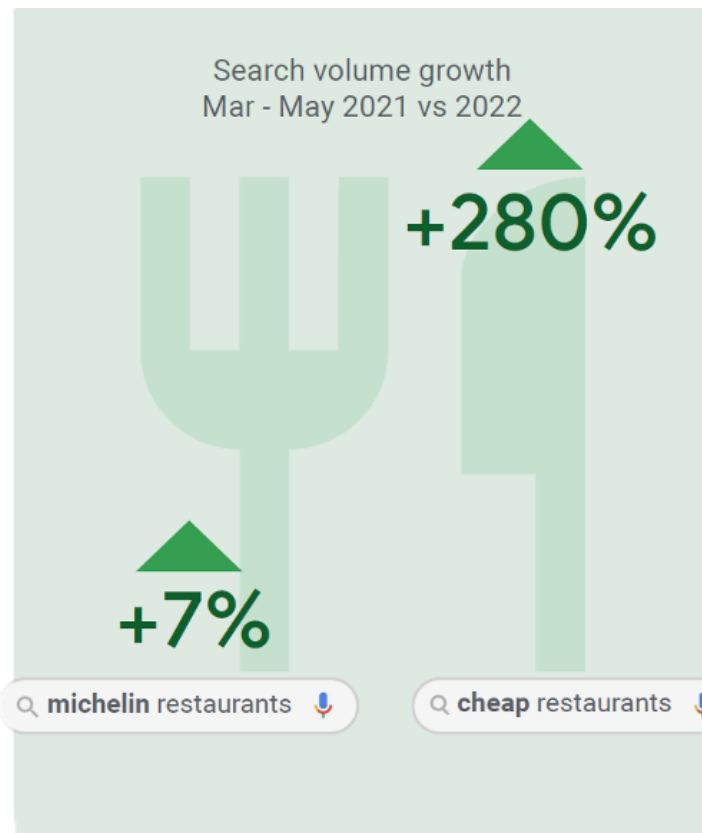 Search volume growth
Mar - May 2021 vs 2022
+280%
+7%
michelin restaurants
cheap restaurants